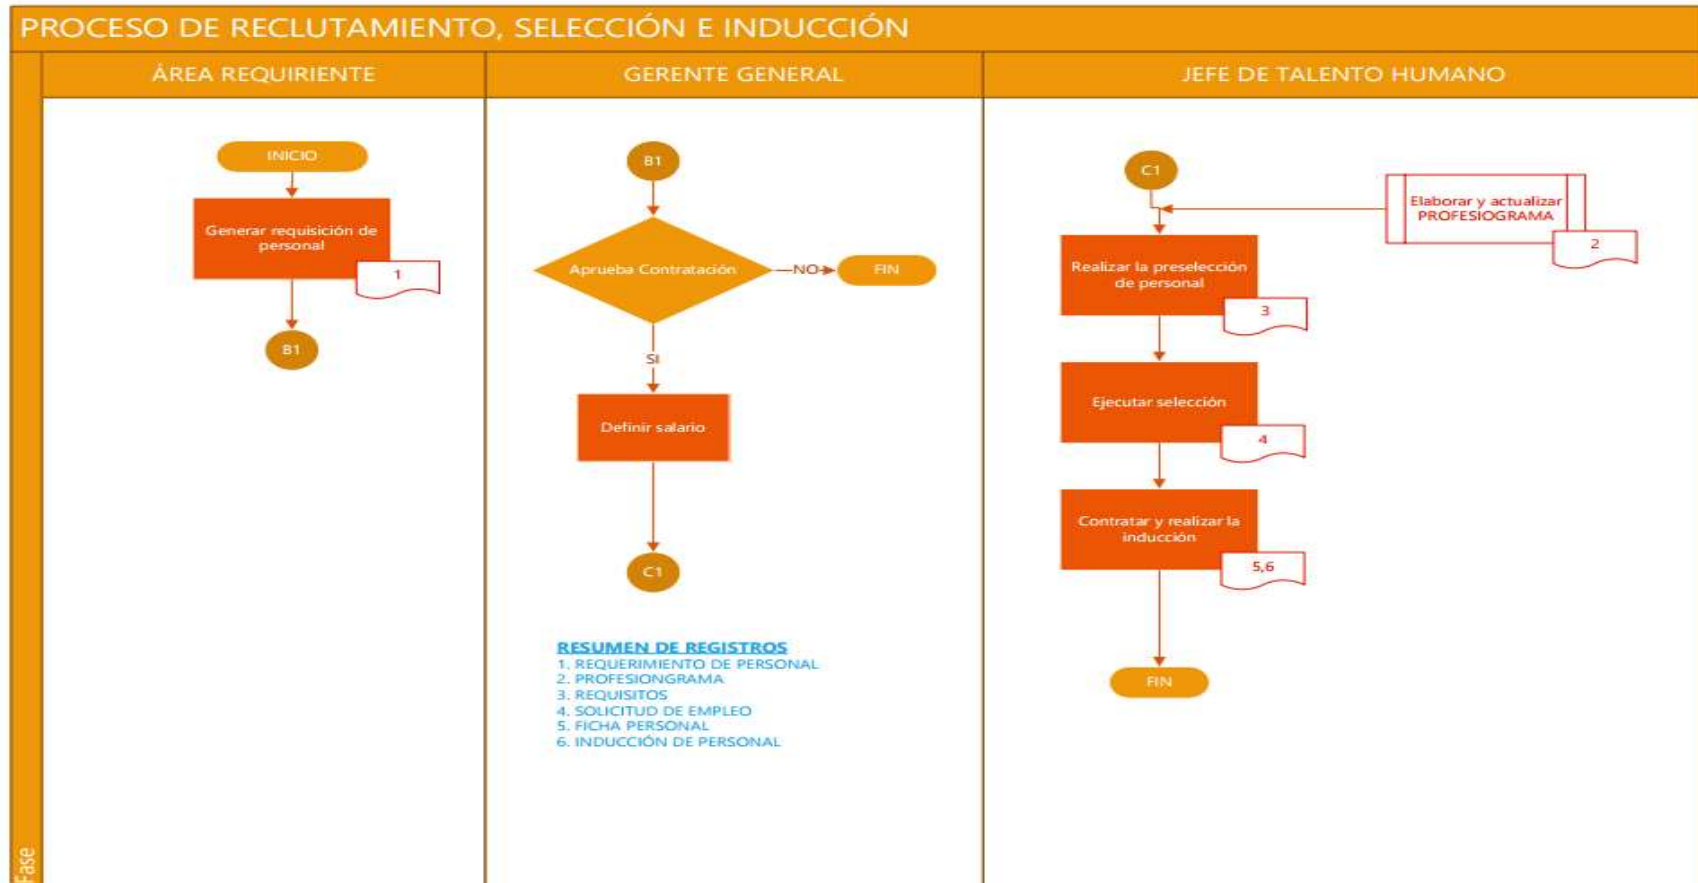 PROCESO DE RECLUTAMIENTO, SELECCIÓN E INDUCCIÓN
Fase
ÁREA REQUIRIENTE
GERENTE GENERAL
JEFE DE TALENTO HUMANO
INICIO
Generar requisición de
personal
1
B1
B1
Aprueba Contratación
NO
FIN
SI
Definir salario
C1
RESUMEN DE REGISTROS
1. REQUERIMIENTO DE PERSONAL
2. PROFESIONGRAMA
3. REQUISITOS
4. SOLICITUD DE EMPLEO
5. FICHA PERSONAL
6. INDUCCIÓN DE PERSONAL
C1
Elaborar y actualizar
PROFESIOGRAMA
2
Realizar la preselección
de personal
3
Ejecutar selección
4
Contratar y realizar la
inducción
5,6
FIN